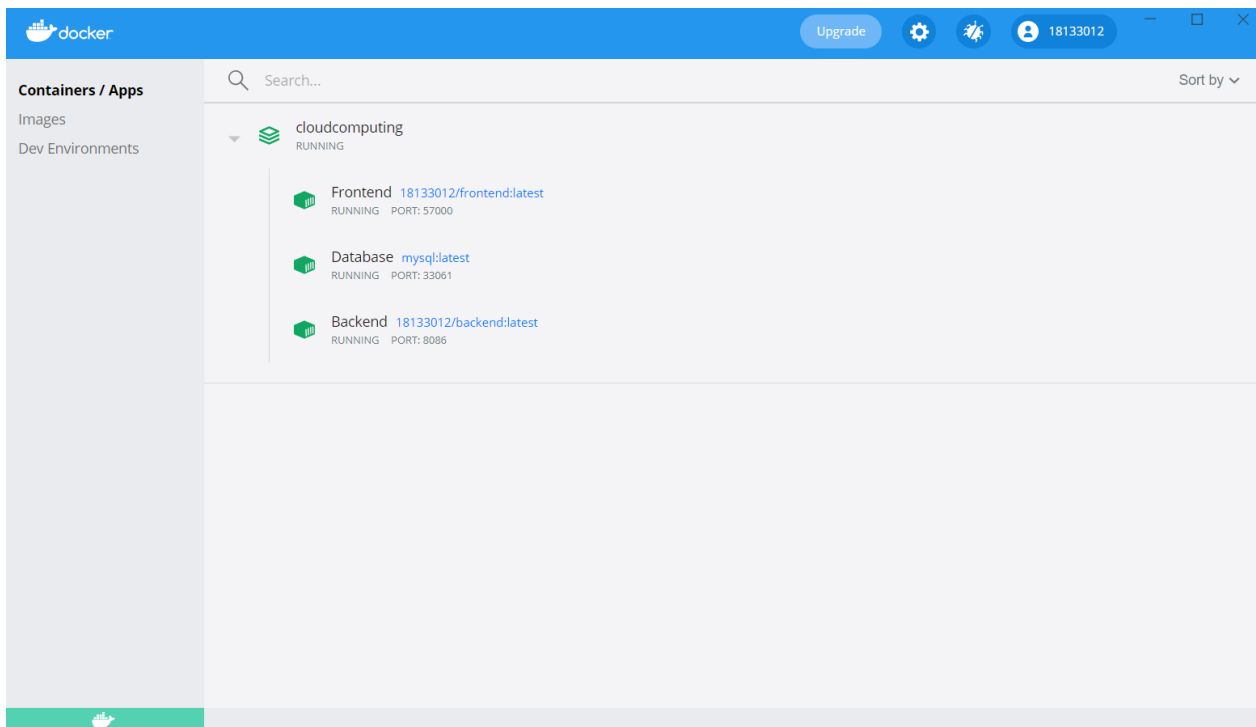 docker
Upgrade
18133012
Containers / Apps
Images
Dev Environments
Search...
Sort by
cloudcomputing
RUNNING
Frontend 18133012/frontend:latest
RUNNING PORT: 57000
Database mysql:latest
RUNNING PORT: 33061
Backend 18133012/backend:latest
RUNNING PORT: 8086